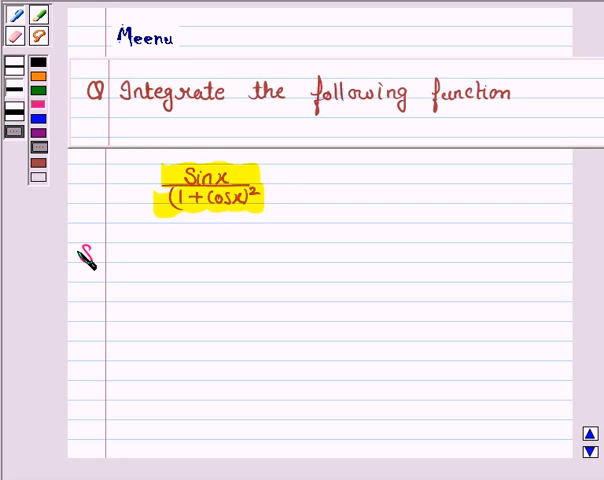 Meenu
Q Integrate the following function
Sinx
(1+Cosx)²
S